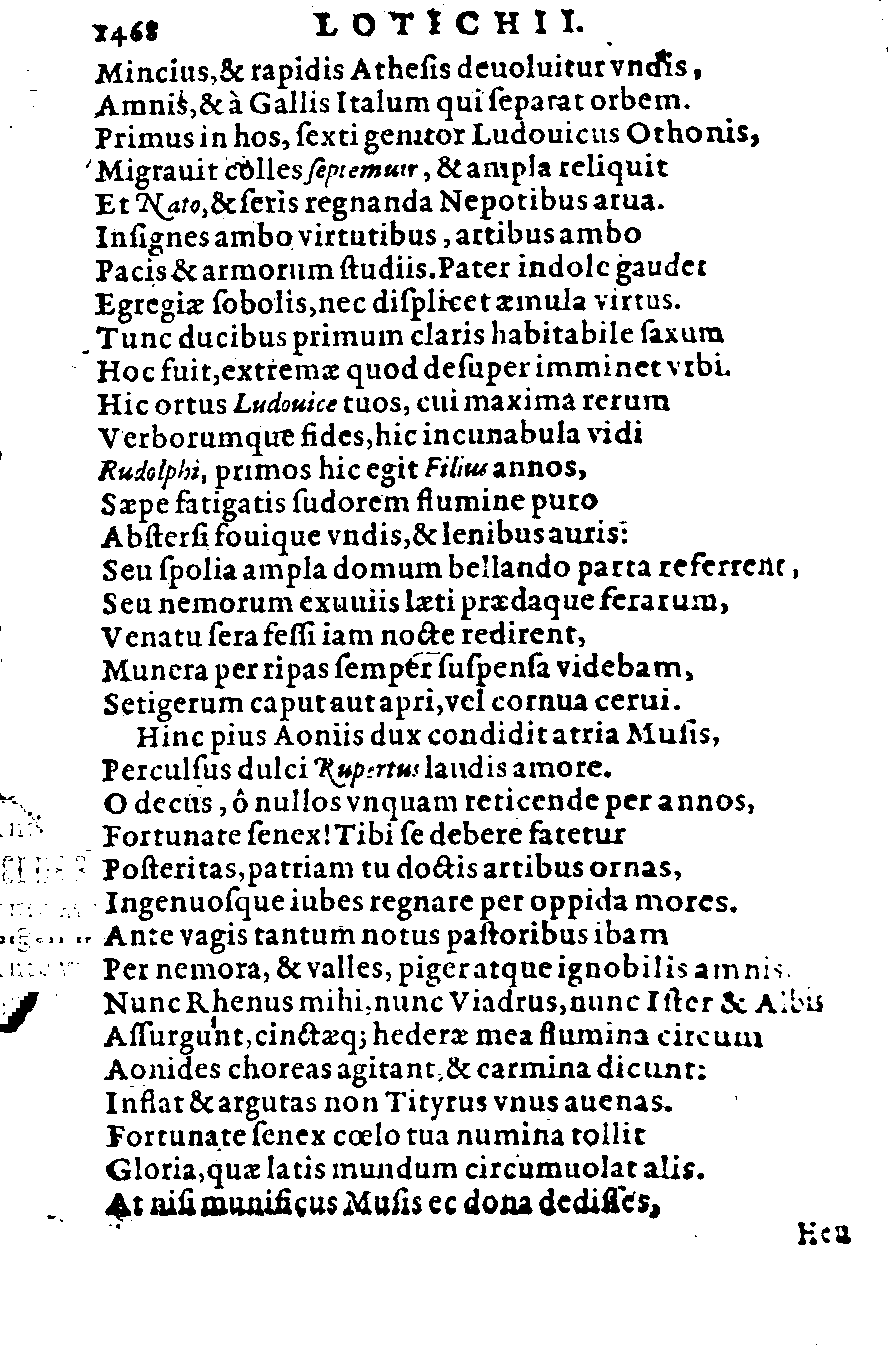 1468 LOTICHII.
Mincius,& rapidis Atheſis deuoluitur vndis,
Amnis,& à Gallis Italum qui ſeparat orbem.
Primus in hos, ſexti genitor Ludouicus Othonis,
Migrauit colles ſeptemuir, & ampla reliquit
Et Nato,& ſeris regnanda Nepotibus arua.
Inſignes ambo virtutibus, artibus ambo
Pacis & armorum ſtudiis. Pater indole gaudet
Egregiæ ſobolis, nec diſplicet æmula virtus.
Tunc ducibus primum claris habitabile ſaxum
Hoc fuit, extremæ quod deſuper imminet vrbi.
Hic ortus Ludouice tuos, cui maxima rerum
Verborumque fides, hic incunabula vidi
Rudolphi, primos hic egit Filius annos,
Sæpe fatigatis ſudorem flumine puro
Abſterſi fouique vndis,& lenibus auris:
Seu ſpolia ampla domum bellando parta referrent,
Seu nemorum exuuiis læti prædaque ferarum,
Venatu ſera feſſi iam nocte redirent,
Munera per ripas ſemper ſuſpenſa videbam,
Setigerum caput aut apri, vel cornua cerui.
Hinc pius Aoniis dux condidit atria Muſis,
Perculſus dulci Rupertus laudis amore.
O decus, ô nullos vnquam reticende per annos,
Fortunate ſenex! Tibi ſe debere fatetur
Poſteritas, patriam tu doctis artibus ornas,
Ingenuoſque iubes regnare per oppida mores.
Ante vagis tantum notus paſtoribus ibam
Per nemora, & valles, piger atque ignobilis amnis.
Nunc Rhenus mihi, nunc Viadrus, nunc Iſter & Albis
Aſſurgunt, cinctæq; hederæ mea flumina circum
Aonides choreas agitant,& carmina dicunt:
Inflat & argutas non Tityrus vnus auenas.
Fortunate ſenex cœlo tua numina tollit
Gloria, quæ latis mundum circumuolat alis.
At niſi munificus Muſis ec dona dediſſes,
Heu